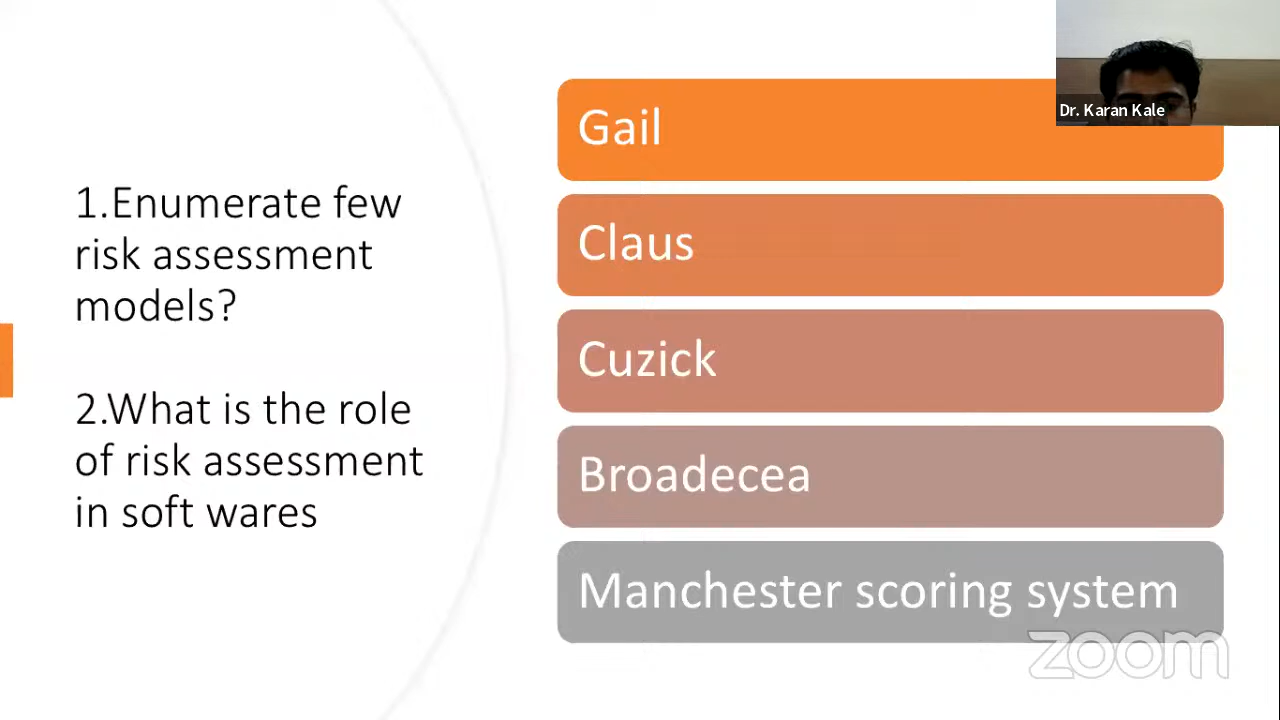 1.Enumerate few
risk assessment
models?
2.What is the role
of risk assessment
in soft wares
Gail
Claus
Cuzick
Broadecea
Manchester scoring system
Dr. Karan Kale
zoom